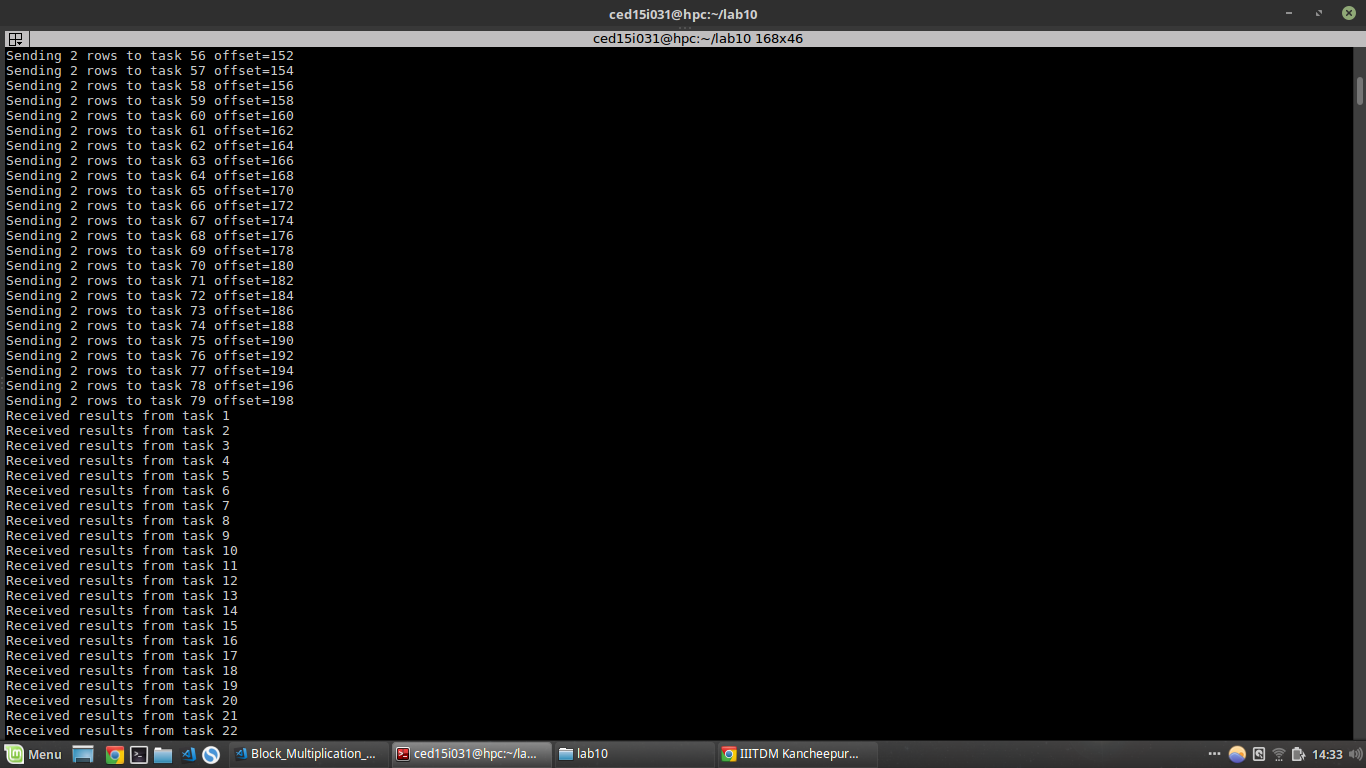 ced15i031@hpc:~/lab10
ced15i031@hpc:~/lab10 168x46
Sending 2 rows to task 56 offset=152
Sending 2 rows to task 57 offset=154
Sending 2 rows to task 58 offset=156
Sending 2 rows to task 59 offset=158
Sending 2 rows to task 60 offset=160
Sending 2 rows to task 61 offset=162
Sending 2 rows to task 62 offset=164
Sending 2 rows to task 63 offset=166
Sending 2 rows to task 64 offset=168
Sending 2 rows to task 65 offset=170
Sending 2 rows to task 66 offset=172
Sending 2 rows to task 67 offset=174
Sending 2 rows to task 68 offset=176
Sending 2 rows to task 69 offset=178
Sending 2 rows to task 70 offset=180
Sending 2 rows to task 71 offset=182
Sending 2 rows to task 72 offset=184
Sending 2 rows to task 73 offset=186
Sending 2 rows to task 74 offset=188
Sending 2 rows to task 75 offset=190
Sending 2 rows to task 76 offset=192
Sending 2 rows to task 77 offset=194
Sending 2 rows to task 78 offset=196
Sending 2 rows to task 79 offset=198
Received results from task 1
Received results from task 2
Received results from task 3
Received results from task 4
Received results from task 5
Received results from task 6
Received results from task 7
Received results from task 8
Received results from task 9
Received results from task 10
Received results from task 11
Received results from task 12
Received results from task 13
Received results from task 14
Received results from task 15
Received results from task 16
Received results from task 17
Received results from task 18
Received results from task 19
Received results from task 20
Received results from task 21
Received results from task 22
Menu Block_Multiplication_... ced15i031@hpc:~/la... lab10 IIITDM Kancheepur... 14:33